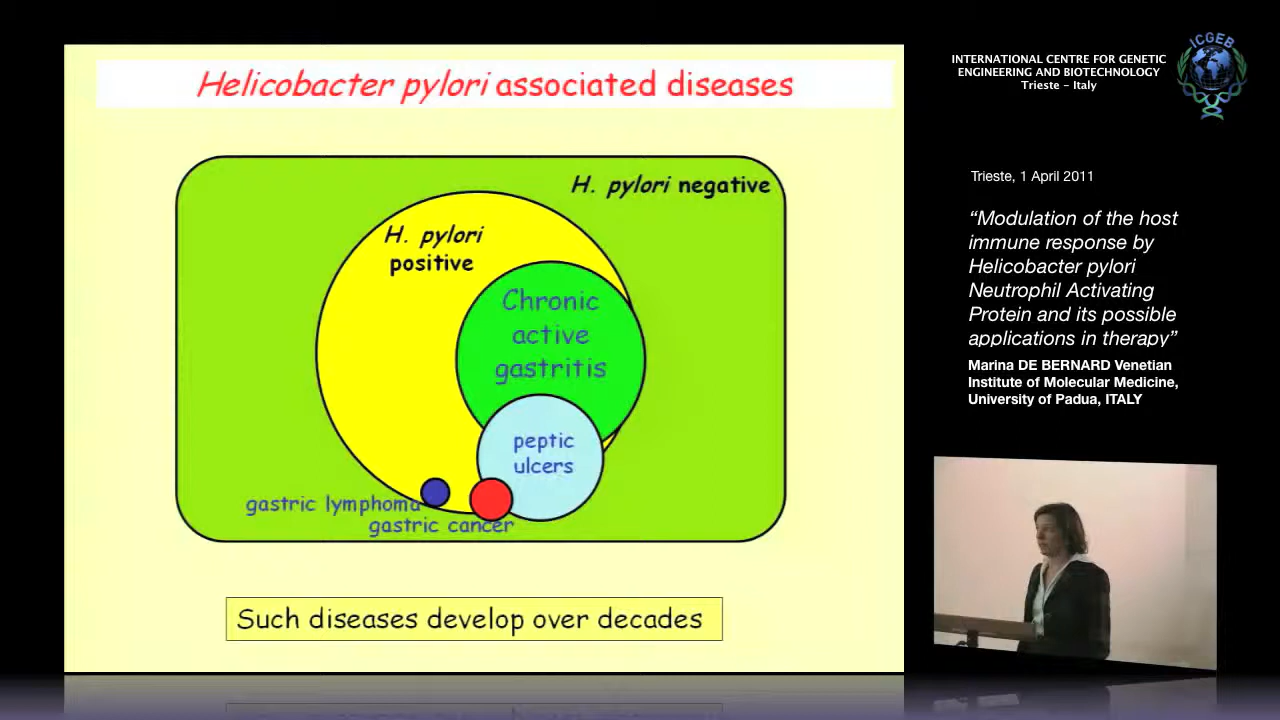 Helicobacter pylori associated diseases
H. pylori negative
H. pylori
positive
Chronic
active
gastritis
peptic
ulcers
gastric lymphoma
gastric cancer
Such diseases develop over decades
INTERNATIONAL CENTRE FOR GENETIC
ENGINEERING AND BIOTECHNOLOGY
Trieste - Italy
ICGEB
Trieste, 1 April 2011
“Modulation of the host
immune response by
Helicobacter pylori
Neutrophil Activating
Protein and its possible
applications in therapy”
Marina DE BERNARD Venetian
Institute of Molecular Medicine,
University of Padua, ITALY